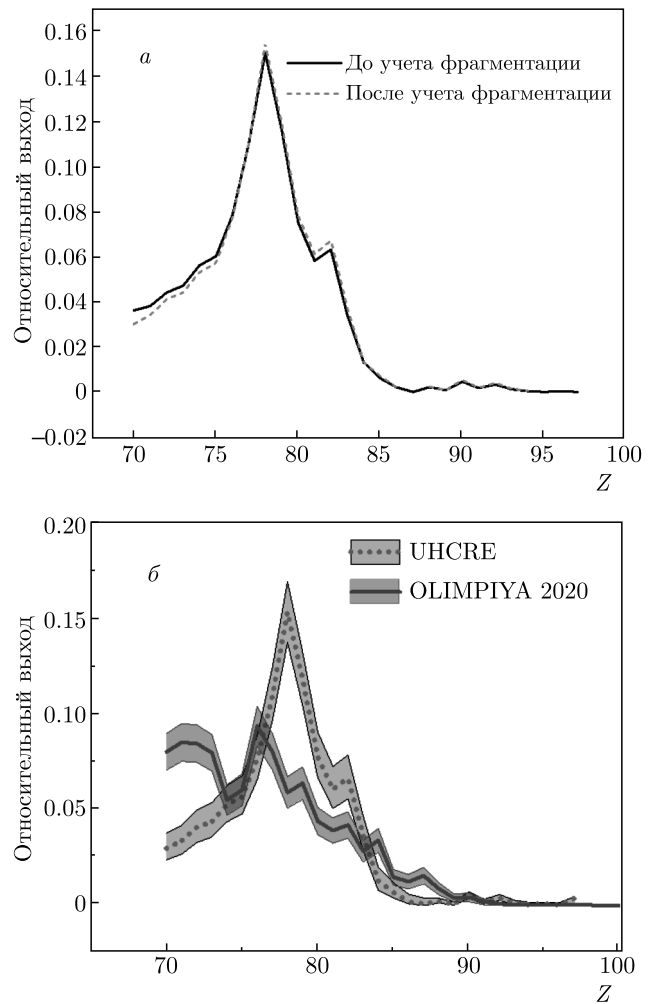 0.16
а
До учета фрагментации
0.14
После учета фрагментации
0.12
0.10
0.08
0.06
0.04
0.02
0
−0.02
Относительный выход
70 75 80 85 90 95 100
Z
0.20
б
UHCRE
OLIMPIYA 2020
0.15
0.10
0.05
0
Относительный выход
70 80 90 100
Z